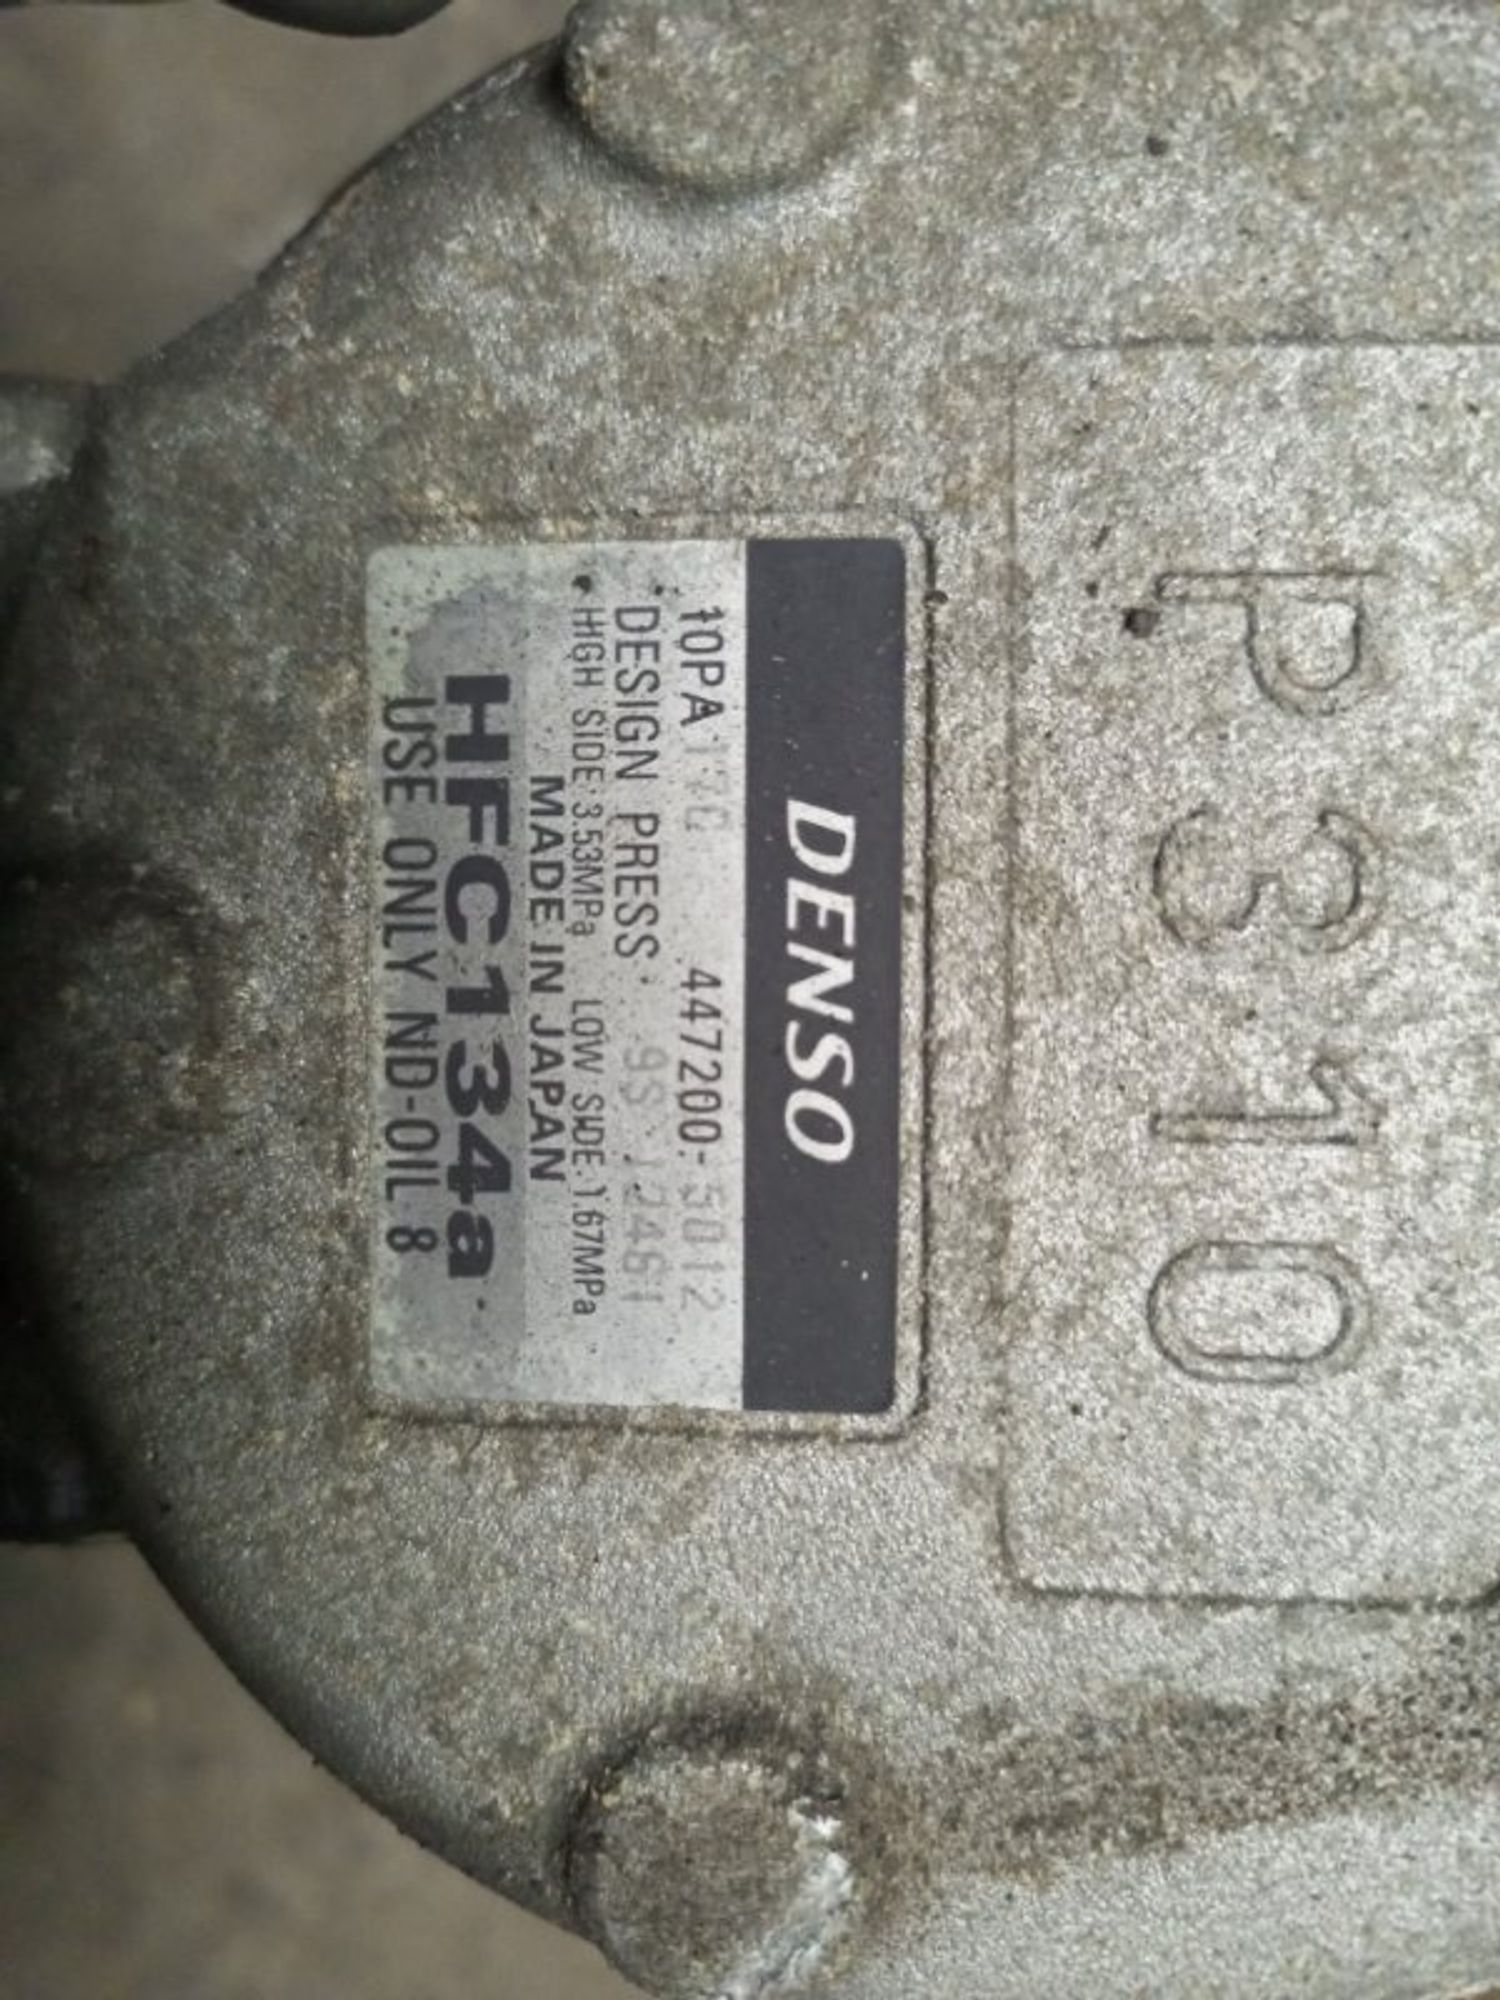 P310
DENSO
10PA 447200-5012
DESIGN PRESS.
HIGH SIDE:3.53MPa LOW SIDE:1.67MPa
MADE IN JAPAN
HFC134a
USE ONLY ND-OIL 8